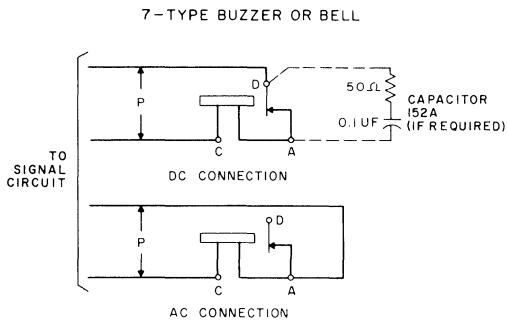 7-TYPE BUZZER OR BELL
P
D
50Ω
0.1UF
CAPACITOR
152A
(IF REQUIRED)
C
A
TO
SIGNAL
CIRCUIT
DC CONNECTION
P
D
C
A
AC CONNECTION